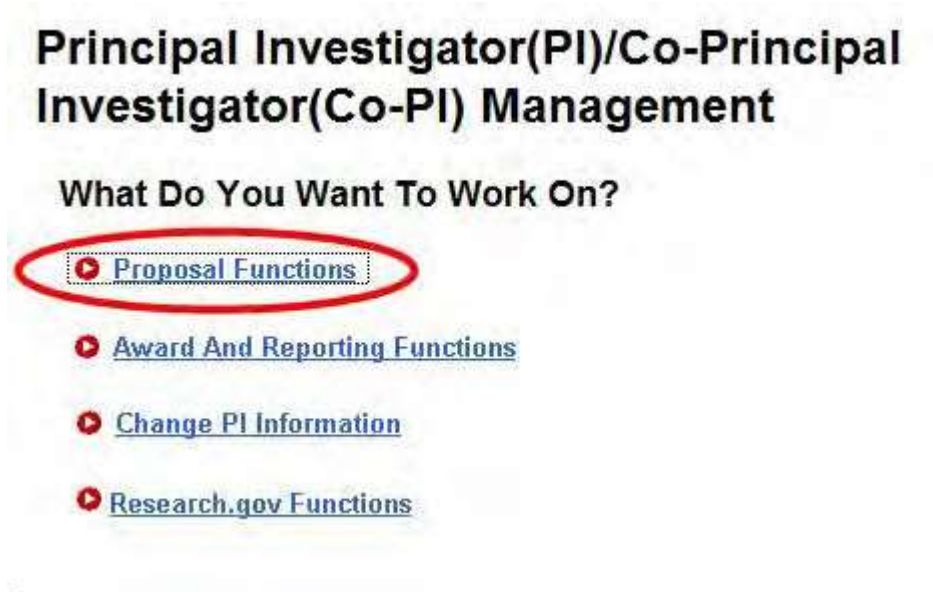 Principal Investigator(PI)/Co-Principal
Investigator(Co-PI) Management
What Do You Want To Work On?
Proposal Functions
Award And Reporting Functions
Change PI Information
Research.gov Functions